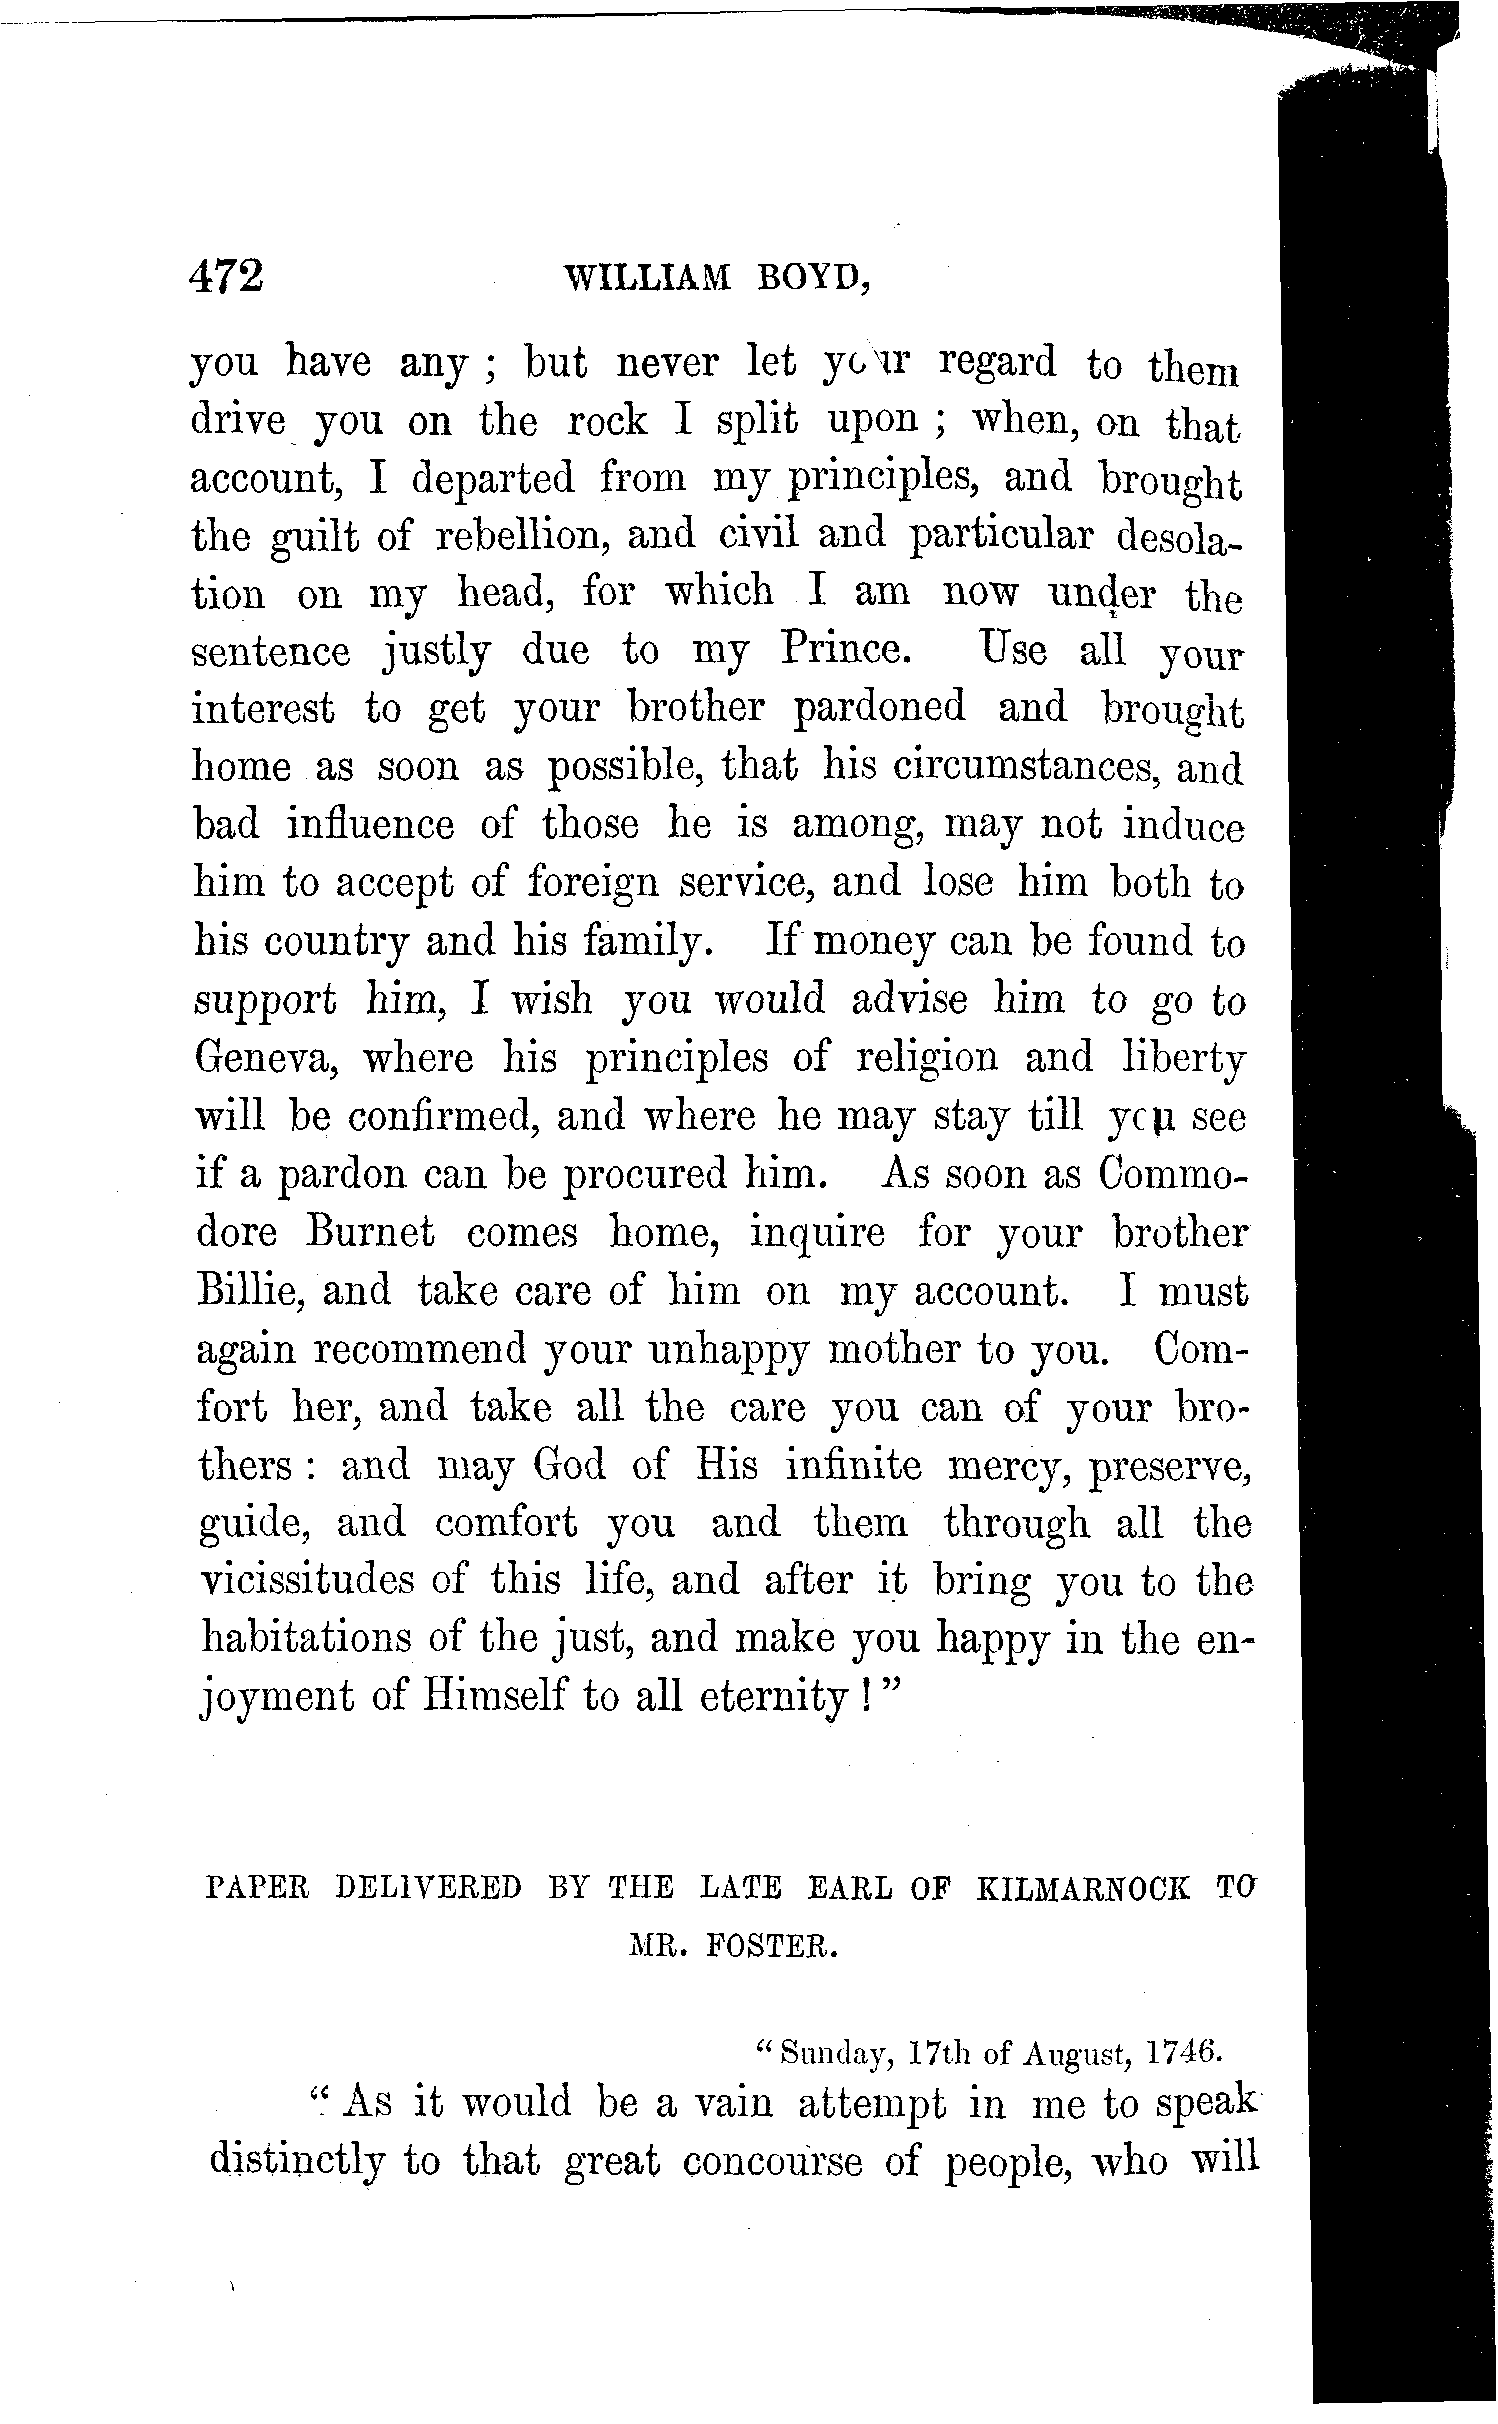 472 WILLIAM BOYD,
you have any ; but never let your regard to them
drive you on the rock I split upon ; when, on that
account, I departed from my principles, and brought
the guilt of rebellion, and civil and particular desola-
tion on my head, for which I am now under the
sentence justly due to my Prince. Use all your
interest to get your brother pardoned and brought
home as soon as possible, that his circumstances, and
bad influence of those he is among, may not induce
him to accept of foreign service, and lose him both to
his country and his family. If money can be found to
support him, I wish you would advise him to go to
Geneva, where his principles of religion and liberty
will be confirmed, and where he may stay till you see
if a pardon can be procured him. As soon as Commo-
dore Burnet comes home, inquire for your brother
Billie, and take care of him on my account. I must
again recommend your unhappy mother to you. Com-
fort her, and take all the care you can of your bro-
thers : and may God of His infinite mercy, preserve,
guide, and comfort you and them through all the
vicissitudes of this life, and after it bring you to the
habitations of the just, and make you happy in the en-
joyment of Himself to all eternity ! ”
PAPER DELIVERED BY THE LATE EARL OF KILMARNOCK TO
MR. FOSTER.
“ Sunday, 17th of August, 1746.
“ As it would be a vain attempt in me to speak
distinctly to that great concourse of people, who will